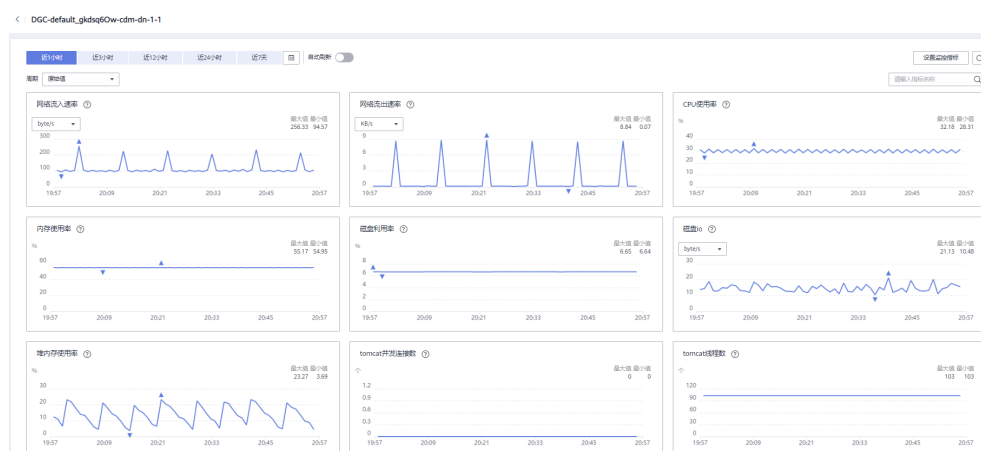 DGC-default_gkdsq6Ow-cdm-dn-1-1
近1小时 近3小时 近12小时 近24小时 近7天 自动刷新 设置监控指标
周期 原始值 请输入指标名称
网络流入速率 网络流出速率 CPU使用率
byte/s 最大值 最小值 KB/s 最大值 最小值 % 最大值 最小值
256.33 94.57 8.84 0.07 32.18 28.31
300 9 40
200 6 30
20
100 3 10
0 0 0
19:57 20:09 20:21 20:33 20:45 20:57 19:57 20:09 20:21 20:33 20:45 20:57 19:57 20:09 20:21 20:33 20:45 20:57
内存使用率 磁盘利用率 磁盘io
% 最大值 最小值 % 最大值 最小值 byte/s 最大值 最小值
55.17 54.95 6.65 6.64 21.13 10.48
60 8 30
40 6 20
4
20 2 10
0 0 0
19:57 20:09 20:21 20:33 20:45 20:57 19:57 20:09 20:21 20:33 20:45 20:57 19:57 20:09 20:21 20:33 20:45 20:57
堆内存使用率 tomcat并发连接数 tomcat线程数
% 最大值 最小值 个 最大值 最小值 个 最大值 最小值
23.27 3.69 0 0 103 103
30 1.2 120
20 0.9 90
0.6 60
10 0.3 30
0 0 0
19:57 20:09 20:21 20:33 20:45 20:57 19:57 20:09 20:21 20:33 20:45 20:57 19:57 20:09 20:21 20:33 20:45 20:57